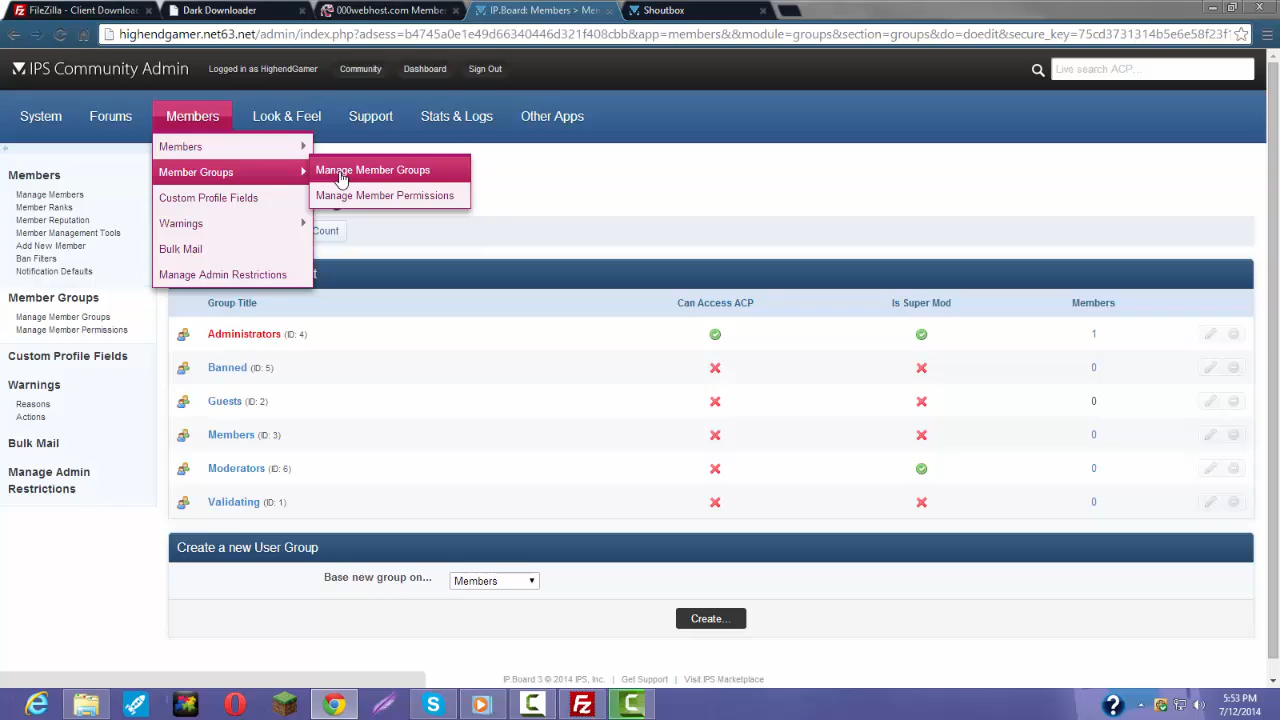 FileZilla - Client Downloa
Dark Downloader
000webhost.com Membe
IP.Board: Members > Mem
Shoutbox
highendgamer.net63.net/admin/index.php?adsess=b4745a0e1e49d66346430d321f408cbb&app=members&&module=groups&section=groups&do=doedit&secure_key=75cd3731314b5e6e58f23f1
IPS Community Admin
Logged in as HighendGamer
Community
Dashboard
Sign Out
Live search ACP...
System
Forums
Members
Look & Feel
Support
Stats & Logs
Other Apps
Members
Member Groups
Custom Profile Fields
Warnings
Bulk Mail
Manage Admin Restrictions
Manage Member Groups
Manage Member Permissions
Members
Manage Members
Member Ranks
Member Reputation
Member Management Tools
Add New Member
Ban Filters
Notification Defaults
Member Groups
Manage Member Groups
Manage Member Permissions
Custom Profile Fields
Warnings
Reasons
Actions
Bulk Mail
Manage Admin
Restrictions
Count
Group Title Can Access ACP Is Super Mod Members
Administrators (ID: 4) 1
Banned (ID: 5) 0
Guests (ID: 2) 0
Members (ID: 3) 0
Moderators (ID: 6) 0
Validating (ID: 1) 0
Create a new User Group
Base new group on...
Members
Create...
IP.Board 3 © 2014 IPS, Inc.
Get Support
Visit IPS Marketplace
5:53 PM
7/12/2014